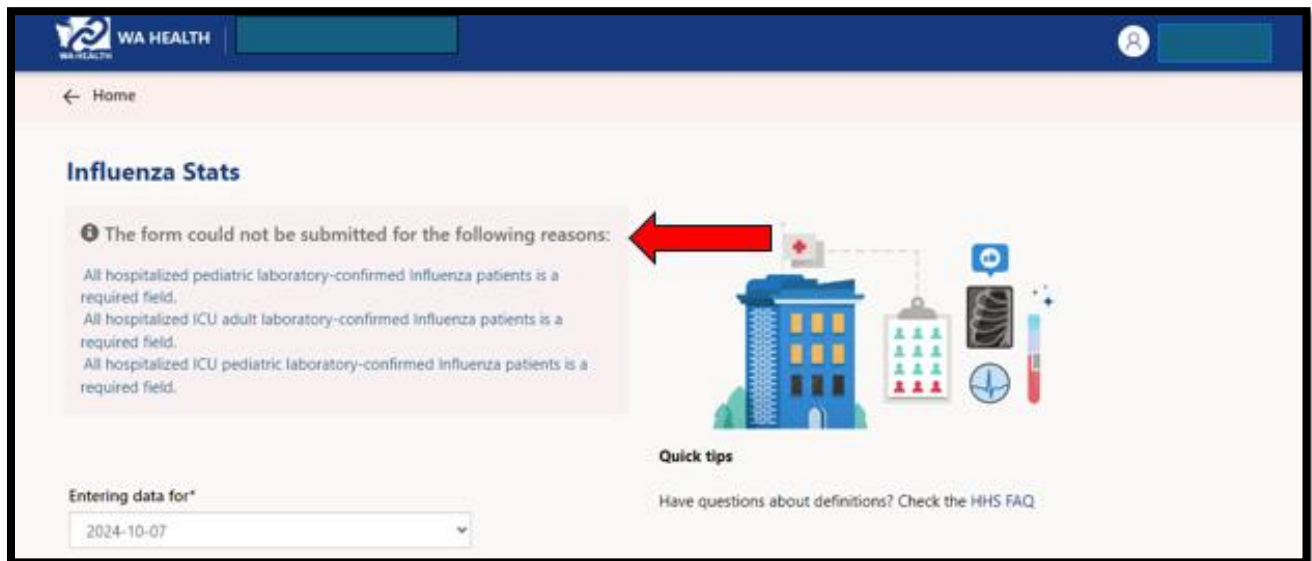 WA HEALTH
WA HEALTH
← Home
Influenza Stats
The form could not be submitted for the following reasons:
All hospitalized pediatric laboratory-confirmed Influenza patients is a
required field.
All hospitalized ICU adult laboratory-confirmed Influenza patients is a
required field.
All hospitalized ICU pediatric laboratory-confirmed Influenza patients is a
required field.
Quick tips
Have questions about definitions? Check the HHS FAQ
Entering data for*
2024-10-07